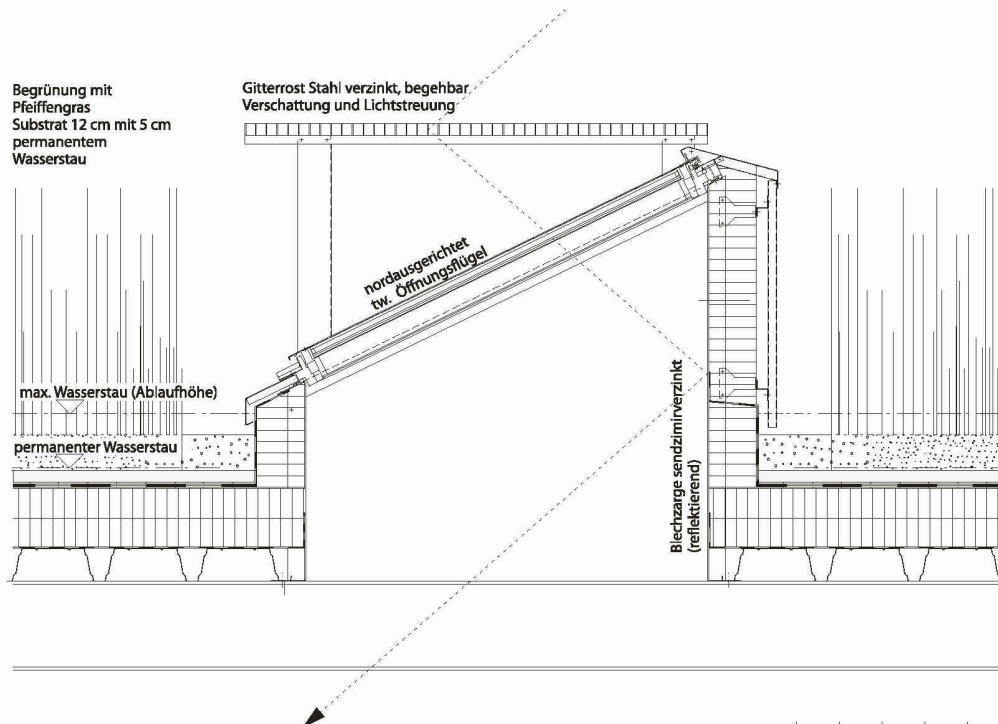 Begrünung mit
Pfeiffengras
Substrat 12 cm mit 5 cm
permanentem
Wasserstau
Gitterrost Stahl verzinkt, begehbar
Verschattung und Lichtstreuung
nordausgerichtet
tw. Öffnungsflügel
max. Wasserstau (Ablaufhöhe)
permanenter Wasserstau
Blechzarge sendzimirverzinkt
(reflektierend)